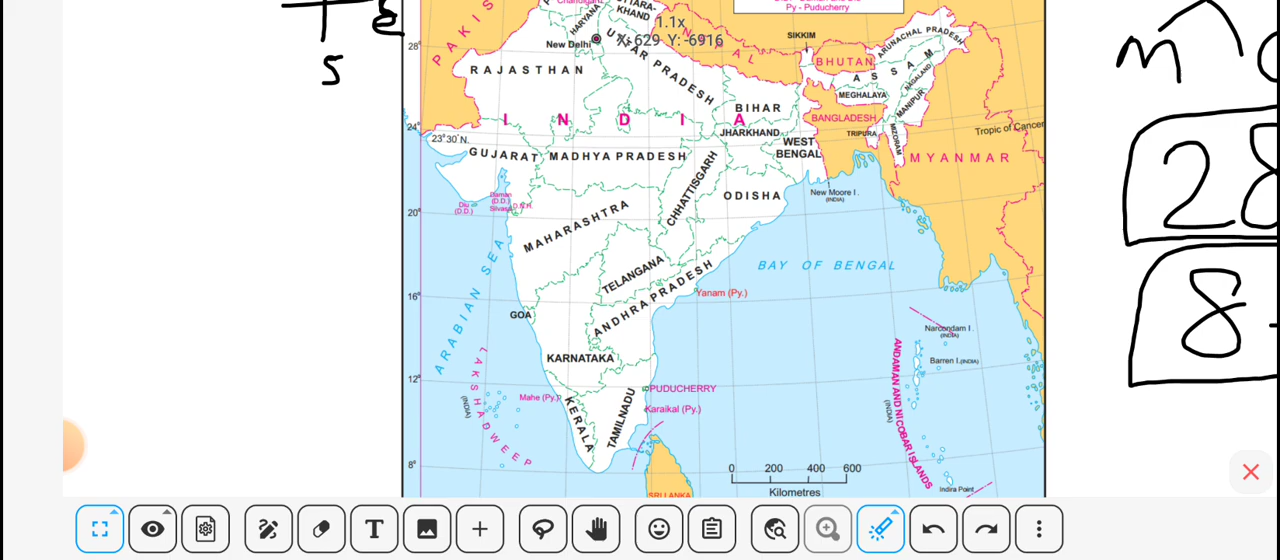 5
28
8
m
PAKIS
Chandigarh
HARYANA
UTTARA-
KHAND
Py - Puducherry
1.1x
X: 629 Y: -6916
28°
New Delhi
NEPAL
SIKKIM
ARUNACHAL PRADESH
BHUTAN
ASSAM
NAGALAND
RAJASTHAN
UTTAR PRADESH
MEGHALAYA
MANIPUR
BIHAR
INDIA
BANGLADESH
24°
JHARKHAND
TRIPURA
MIZORAM
Tropic of Cancer
23°30' N.
WEST
BENGAL
GUJARAT
MADHYA PRADESH
MYANMAR
CHHATTISGARH
ODISHA
New Moore I.
(INDIA)
Daman
(D.D.)
Silvasa
D.N.H.
Diu
(D.D.)
20°
MAHARASHTRA
ARABIAN SEA
TELANGANA
BAY OF BENGAL
ANDHRA PRADESH
Yanam (Py.)
16°
GOA
Narcondam I.
(INDIA)
KARNATAKA
Barren I.(INDIA)
ANDAMAN AND NICOBAR ISLANDS
(INDIA)
12°
PUDUCHERRY
LAKSHADWEEP
(INDIA)
Mahe (Py.)
KERALA
TAMILNADU
Karaikal (Py.)
8°
0 200 400 600
Kilometres
Indira Point
SRI LANKA
T